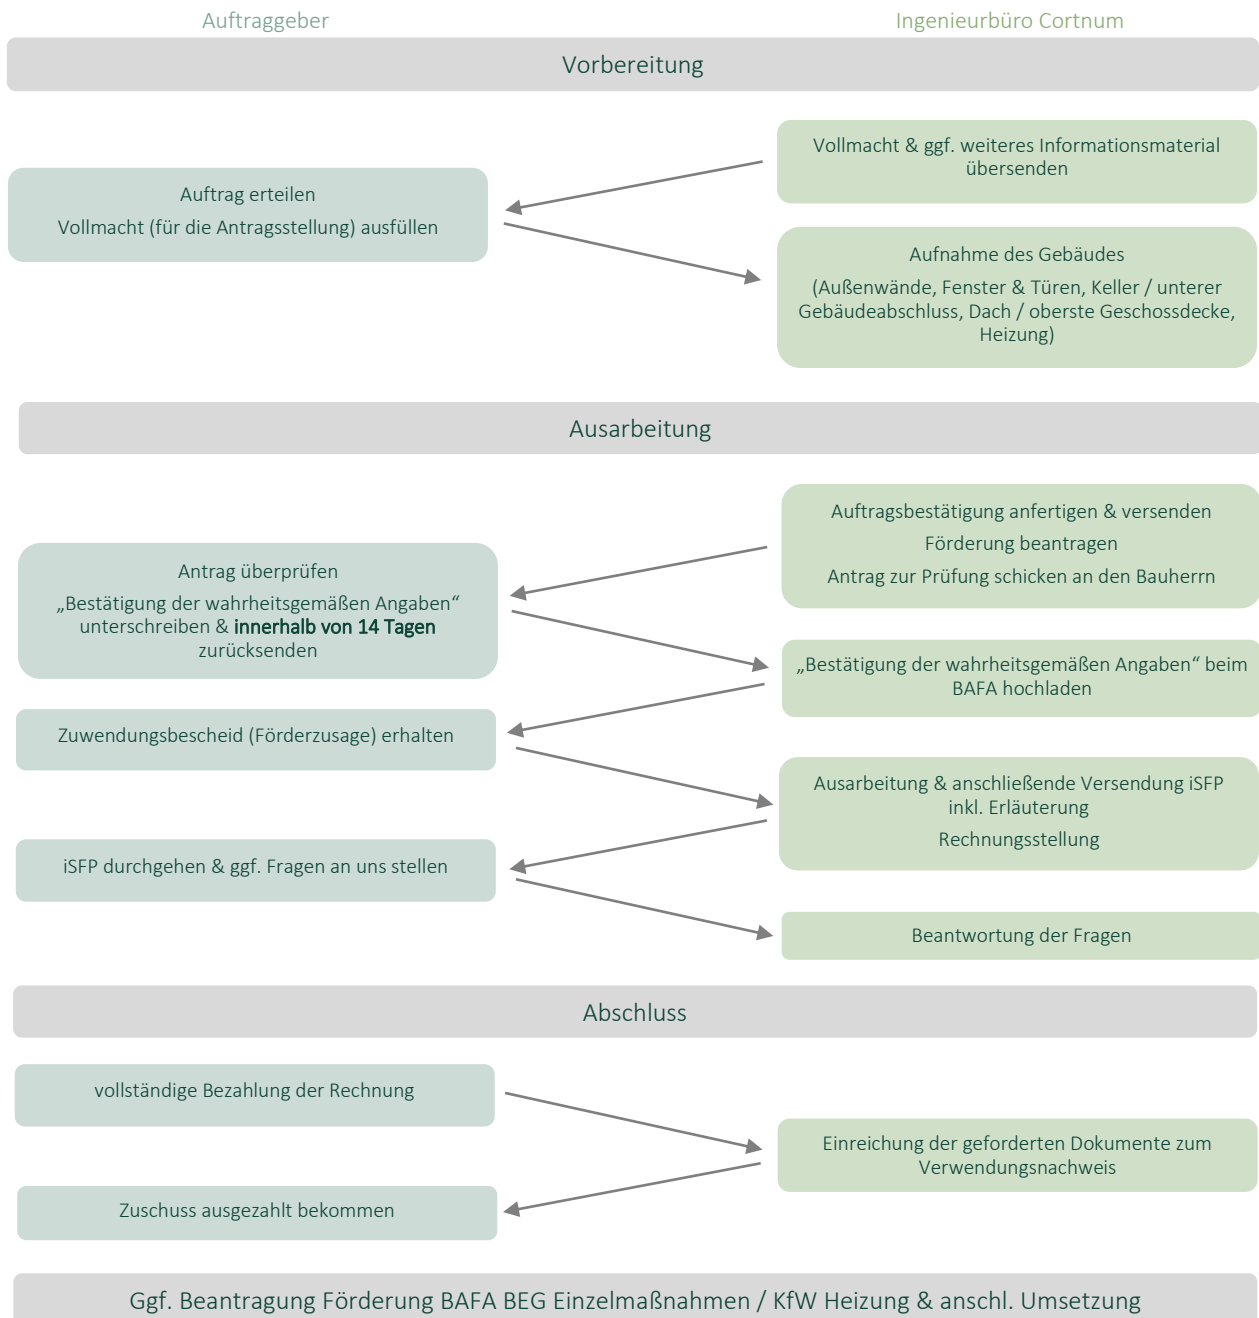 Auftraggeber
Ingenieurbüro Cortnum
Vorbereitung
Vollmacht & ggf. weiteres Informationsmaterial
übersenden
Auftrag erteilen
Vollmacht (für die Antragsstellung) ausfüllen
Aufnahme des Gebäudes
(Außenwände, Fenster & Türen, Keller / unterer
Gebäudeabschluss, Dach / oberste Geschossdecke,
Heizung)
Ausarbeitung
Auftragsbestätigung anfertigen & versenden
Förderung beantragen
Antrag zur Prüfung schicken an den Bauherrn
Antrag überprüfen
„Bestätigung der wahrheitsgemäßen Angaben“
unterschreiben & innerhalb von 14 Tagen
zurücksenden
„Bestätigung der wahrheitsgemäßen Angaben“ beim
BAFA hochladen
Zuwendungsbescheid (Förderzusage) erhalten
Ausarbeitung & anschließende Versendung iSFP
inkl. Erläuterung
Rechnungsstellung
iSFP durchgehen & ggf. Fragen an uns stellen
Beantwortung der Fragen
Abschluss
vollständige Bezahlung der Rechnung
Einreichung der geforderten Dokumente zum
Verwendungsnachweis
Zuschuss ausgezahlt bekommen
Ggf. Beantragung Förderung BAFA BEG Einzelmaßnahmen / KfW Heizung & anschl. Umsetzung